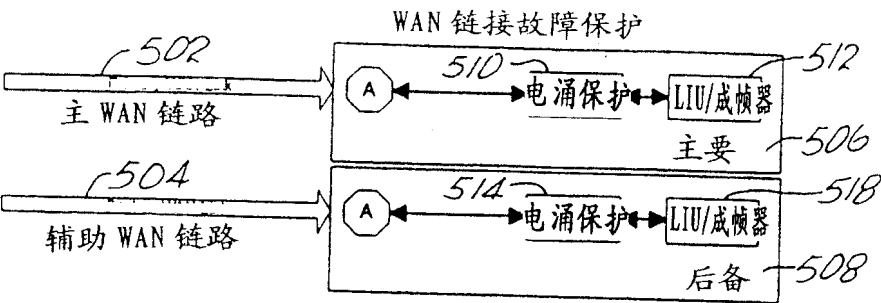 WAN 链接故障保护
502
510
512
A
电涌保护
LIU/成帧器
主 WAN 链路
主要
506
504
514
518
A
电涌保护
LIU/成帧器
辅助 WAN 链路
后备
508